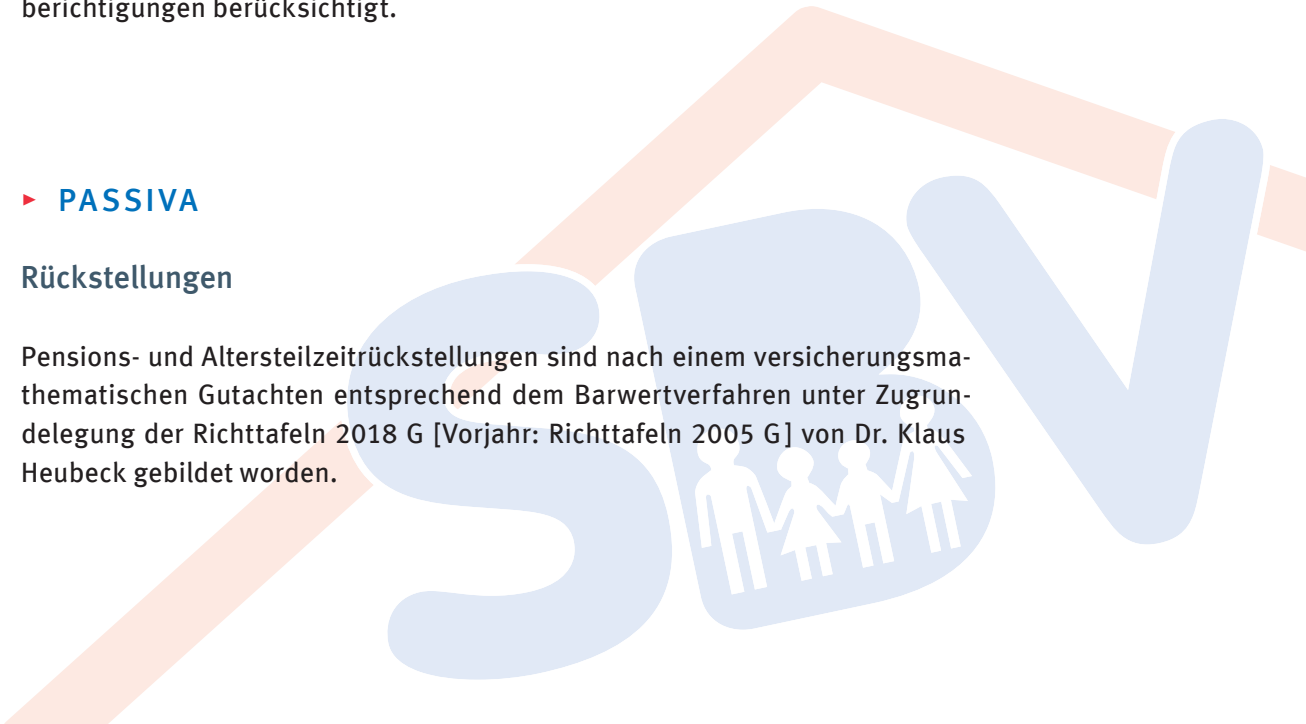 berichtigungen berücksichtigt.
► PASSIVA
Rückstellungen
Pensions- und Altersteilzeitrückstellungen sind nach einem versicherungsma-
thematischen Gutachten entsprechend dem Barwertverfahren unter Zugrun-
delegung der Richttafeln 2018 G [Vorjahr: Richttafeln 2005 G] von Dr. Klaus
Heubeck gebildet worden.
SBV